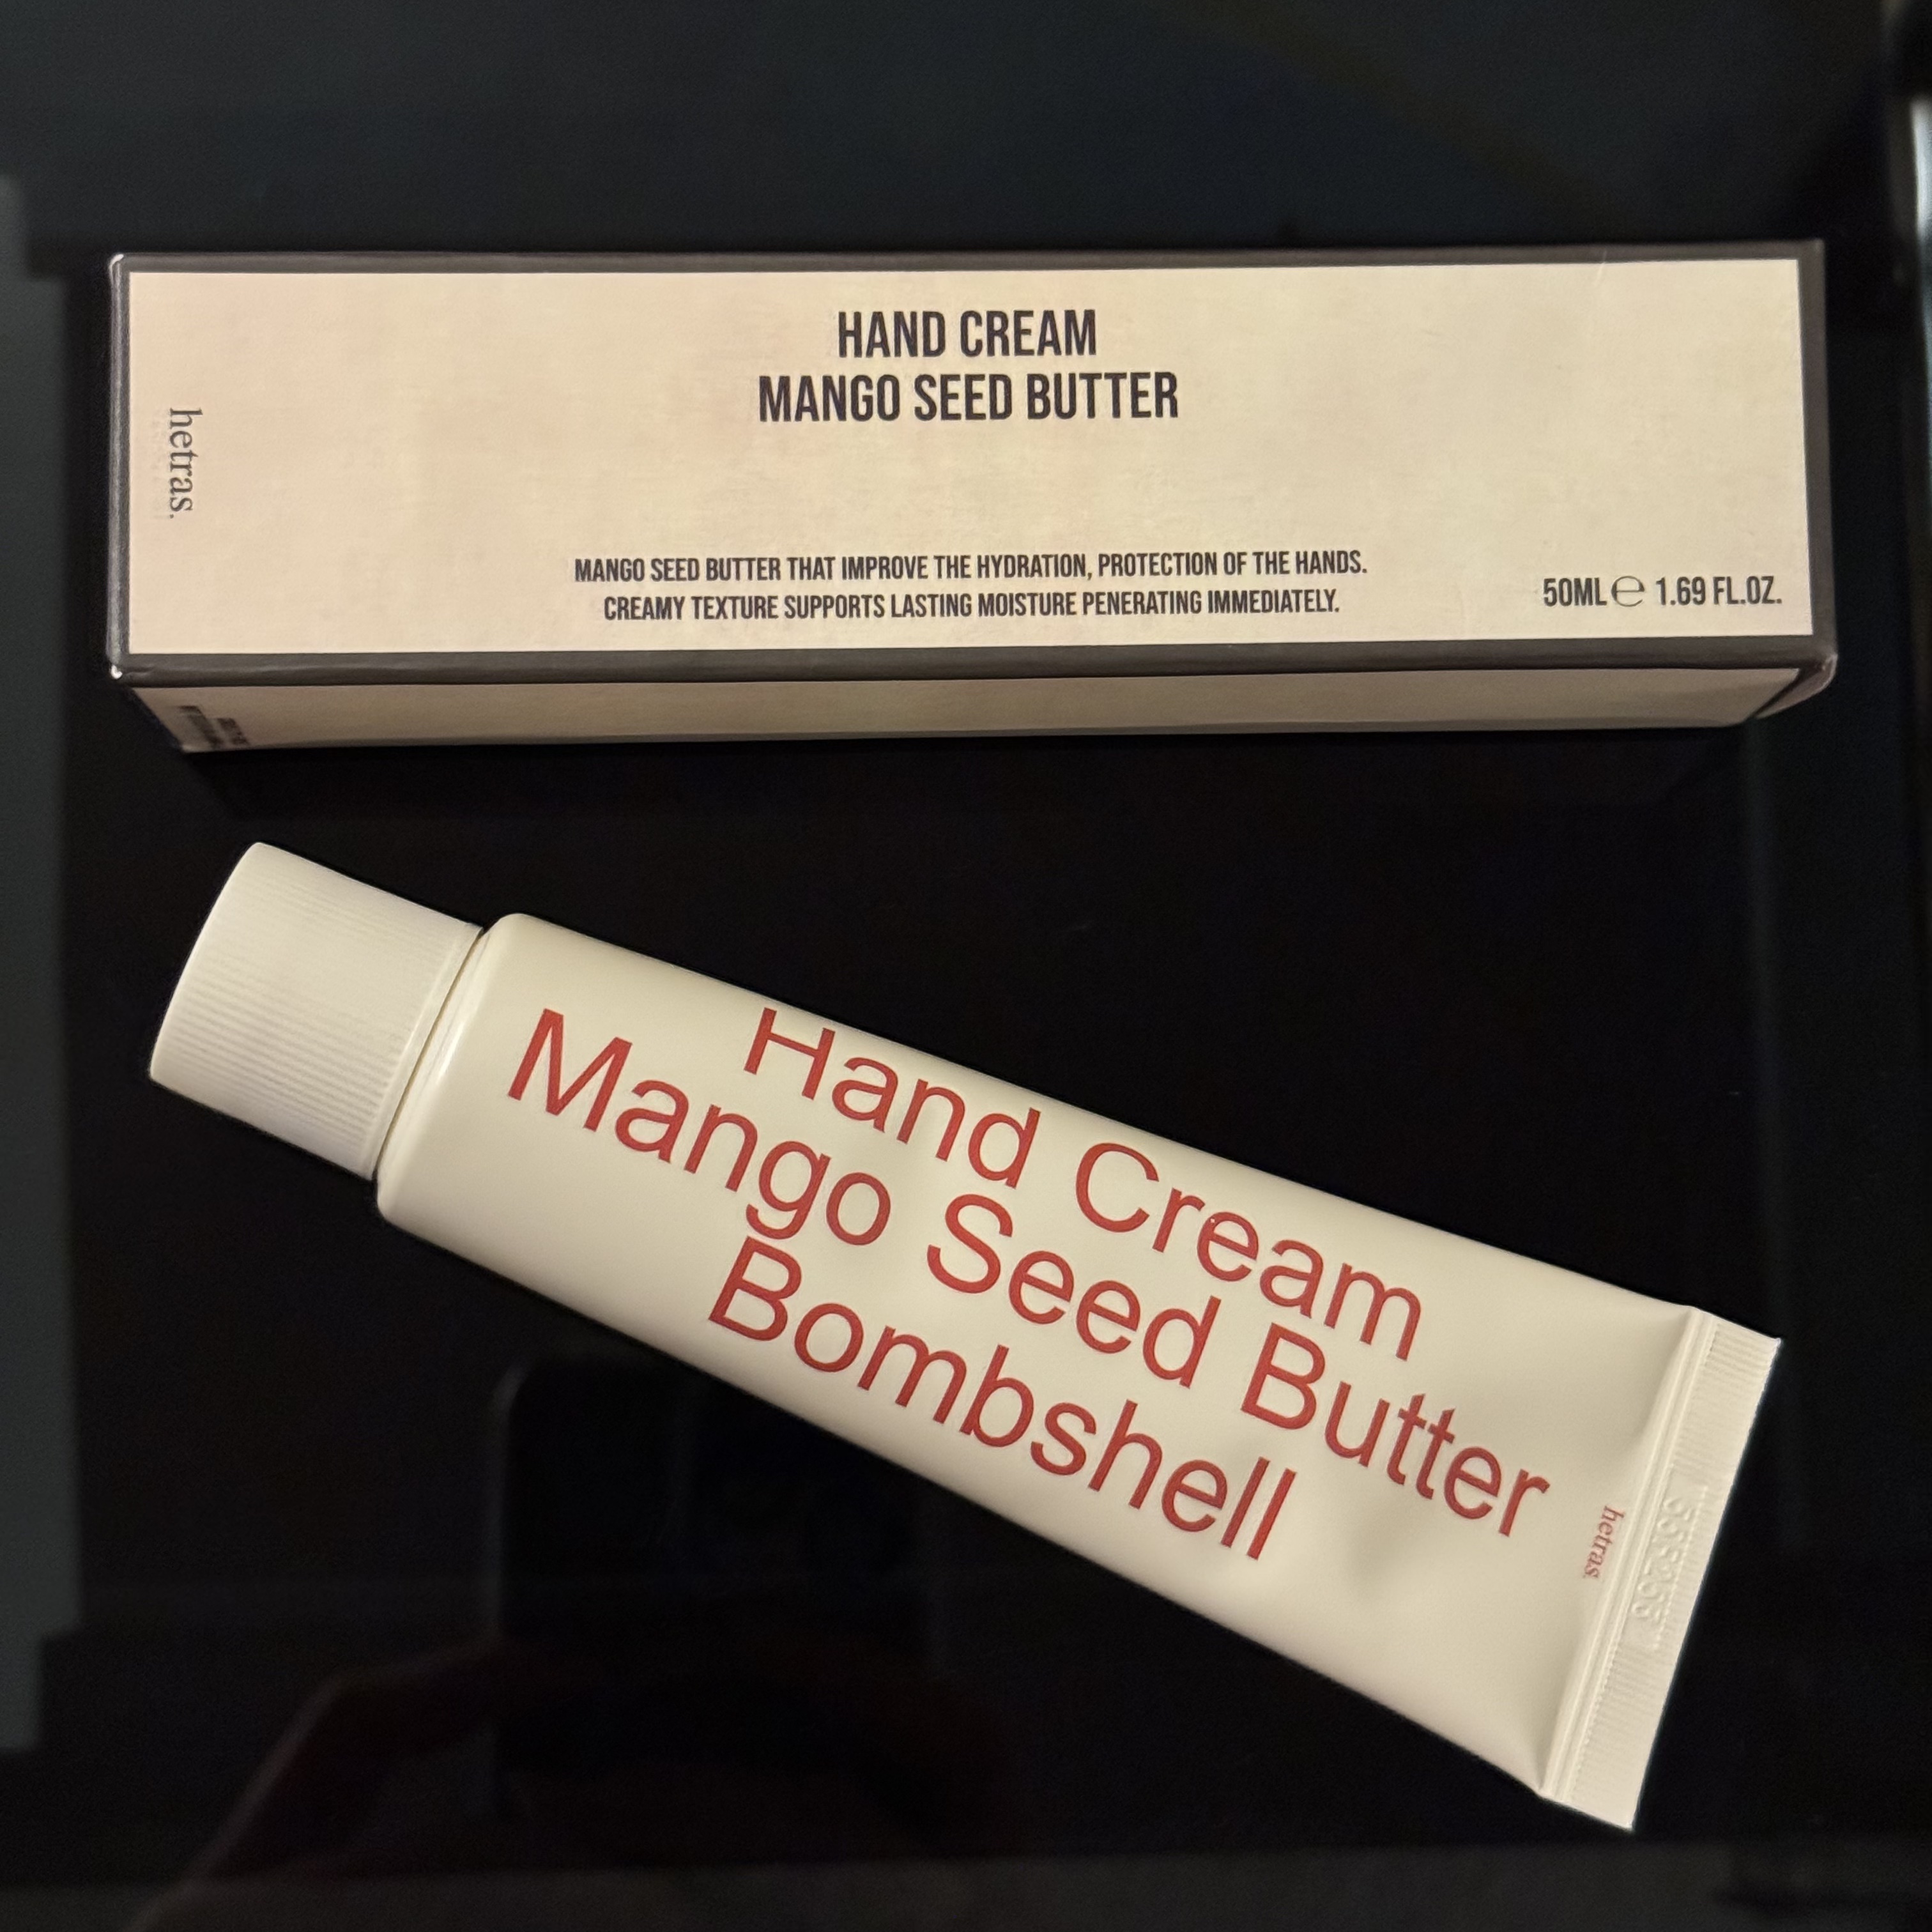 HAND CREAM
MANGO SEED BUTTER
hetras.
MANGO SEED BUTTER THAT IMPROVE THE HYDRATION, PROTECTION OF THE HANDS.
CREAMY TEXTURE SUPPORTS LASTING MOISTURE PENERATING IMMEDIATELY.
50ML℮ 1.69 FL.OZ.
Hand Cream
Mango Seed Butter
Bombshell
hetras.